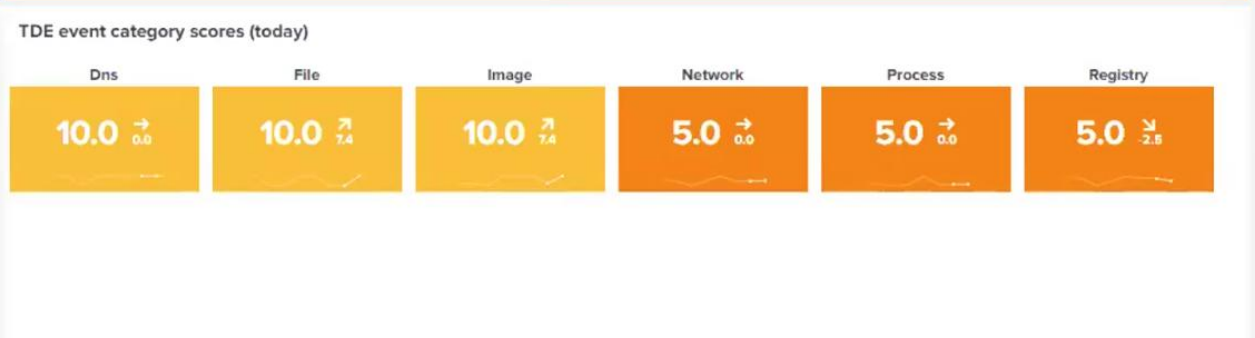 TDE event category scores (today)
Dns File Image Network Process Registry
10.0 → 0.0 10.0 ↗ 7.4 10.0 ↗ 7.4 5.0 → 0.0 5.0 → 0.0 5.0 ↘ -2.5